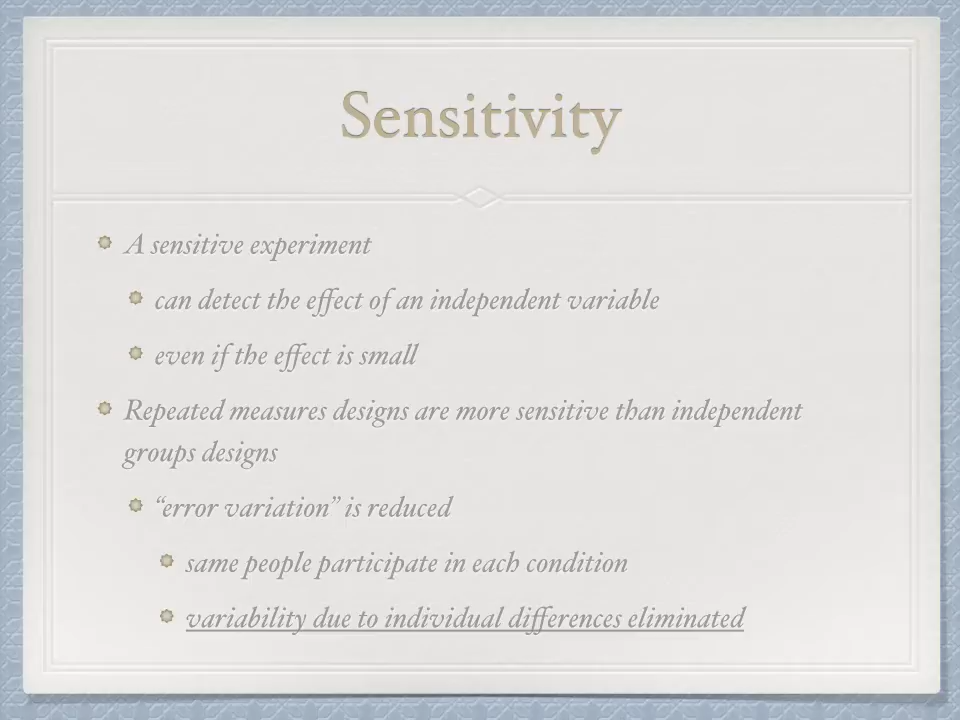 Sensitivity
A sensitive experiment
can detect the effect of an independent variable
even if the effect is small
Repeated measures designs are more sensitive than independent
groups designs
“error variation” is reduced
same people participate in each condition
variability due to individual differences eliminated